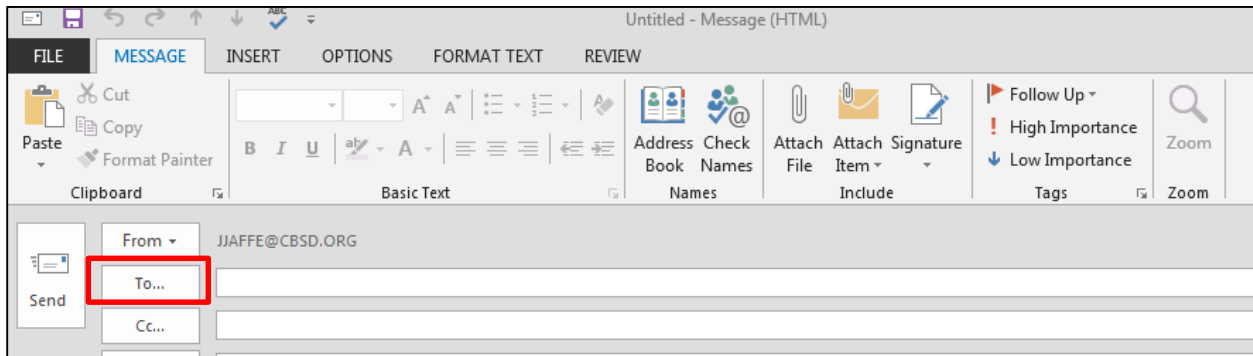 ABC
Untitled - Message (HTML)
FILE MESSAGE INSERT OPTIONS FORMAT TEXT REVIEW
Cut
Copy
Format Painter
Paste
Clipboard
A A
B I U ab A
Basic Text
Address Book
Check Names
Names
Attach File
Attach Item
Signature
Include
Follow Up
High Importance
Low Importance
Tags
Zoom
Zoom
From JJAFFE@CBSD.ORG
To...
Send
Cc...